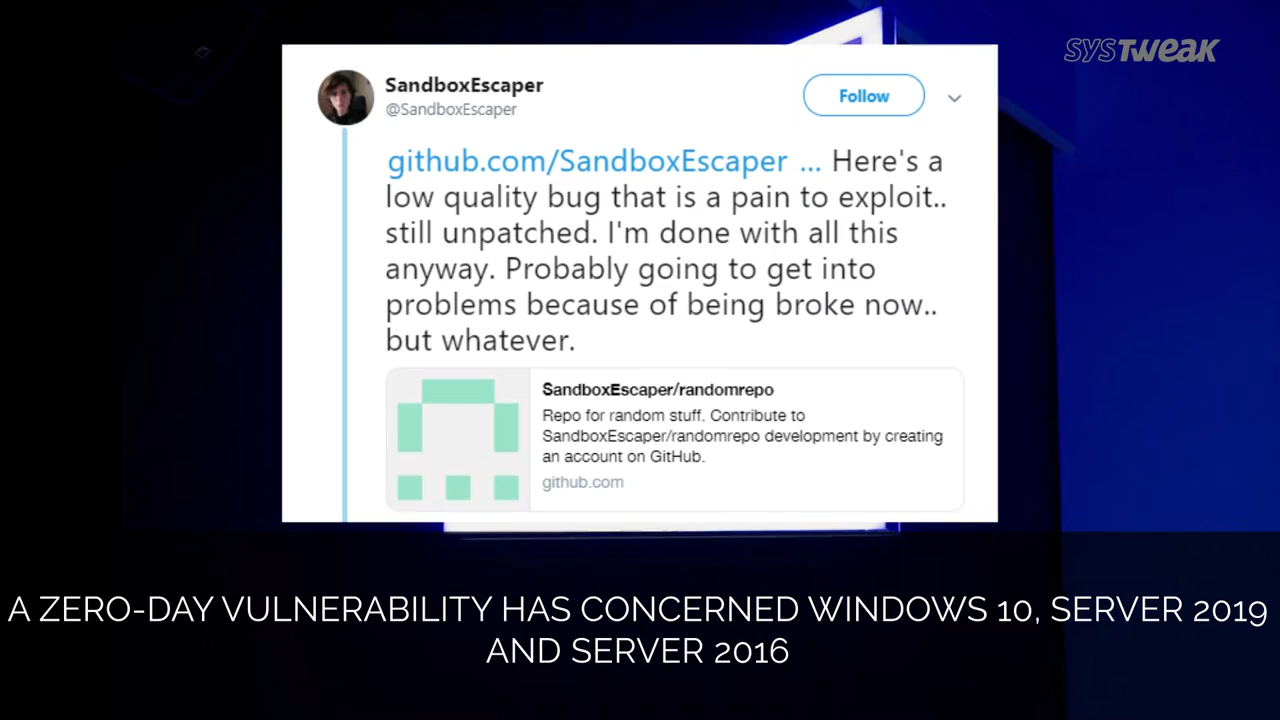 SYSTWEAK
SandboxEscaper
@SandboxEscaper
Follow
github.com/SandboxEscaper ... Here's a
low quality bug that is a pain to exploit..
still unpatched. I'm done with all this
anyway. Probably going to get into
problems because of being broke now..
but whatever.
SandboxEscaper/randomrepo
Repo for random stuff. Contribute to
SandboxEscaper/randomrepo development by creating
an account on GitHub.
github.com
A ZERO-DAY VULNERABILITY HAS CONCERNED WINDOWS 10, SERVER 2019
AND SERVER 2016